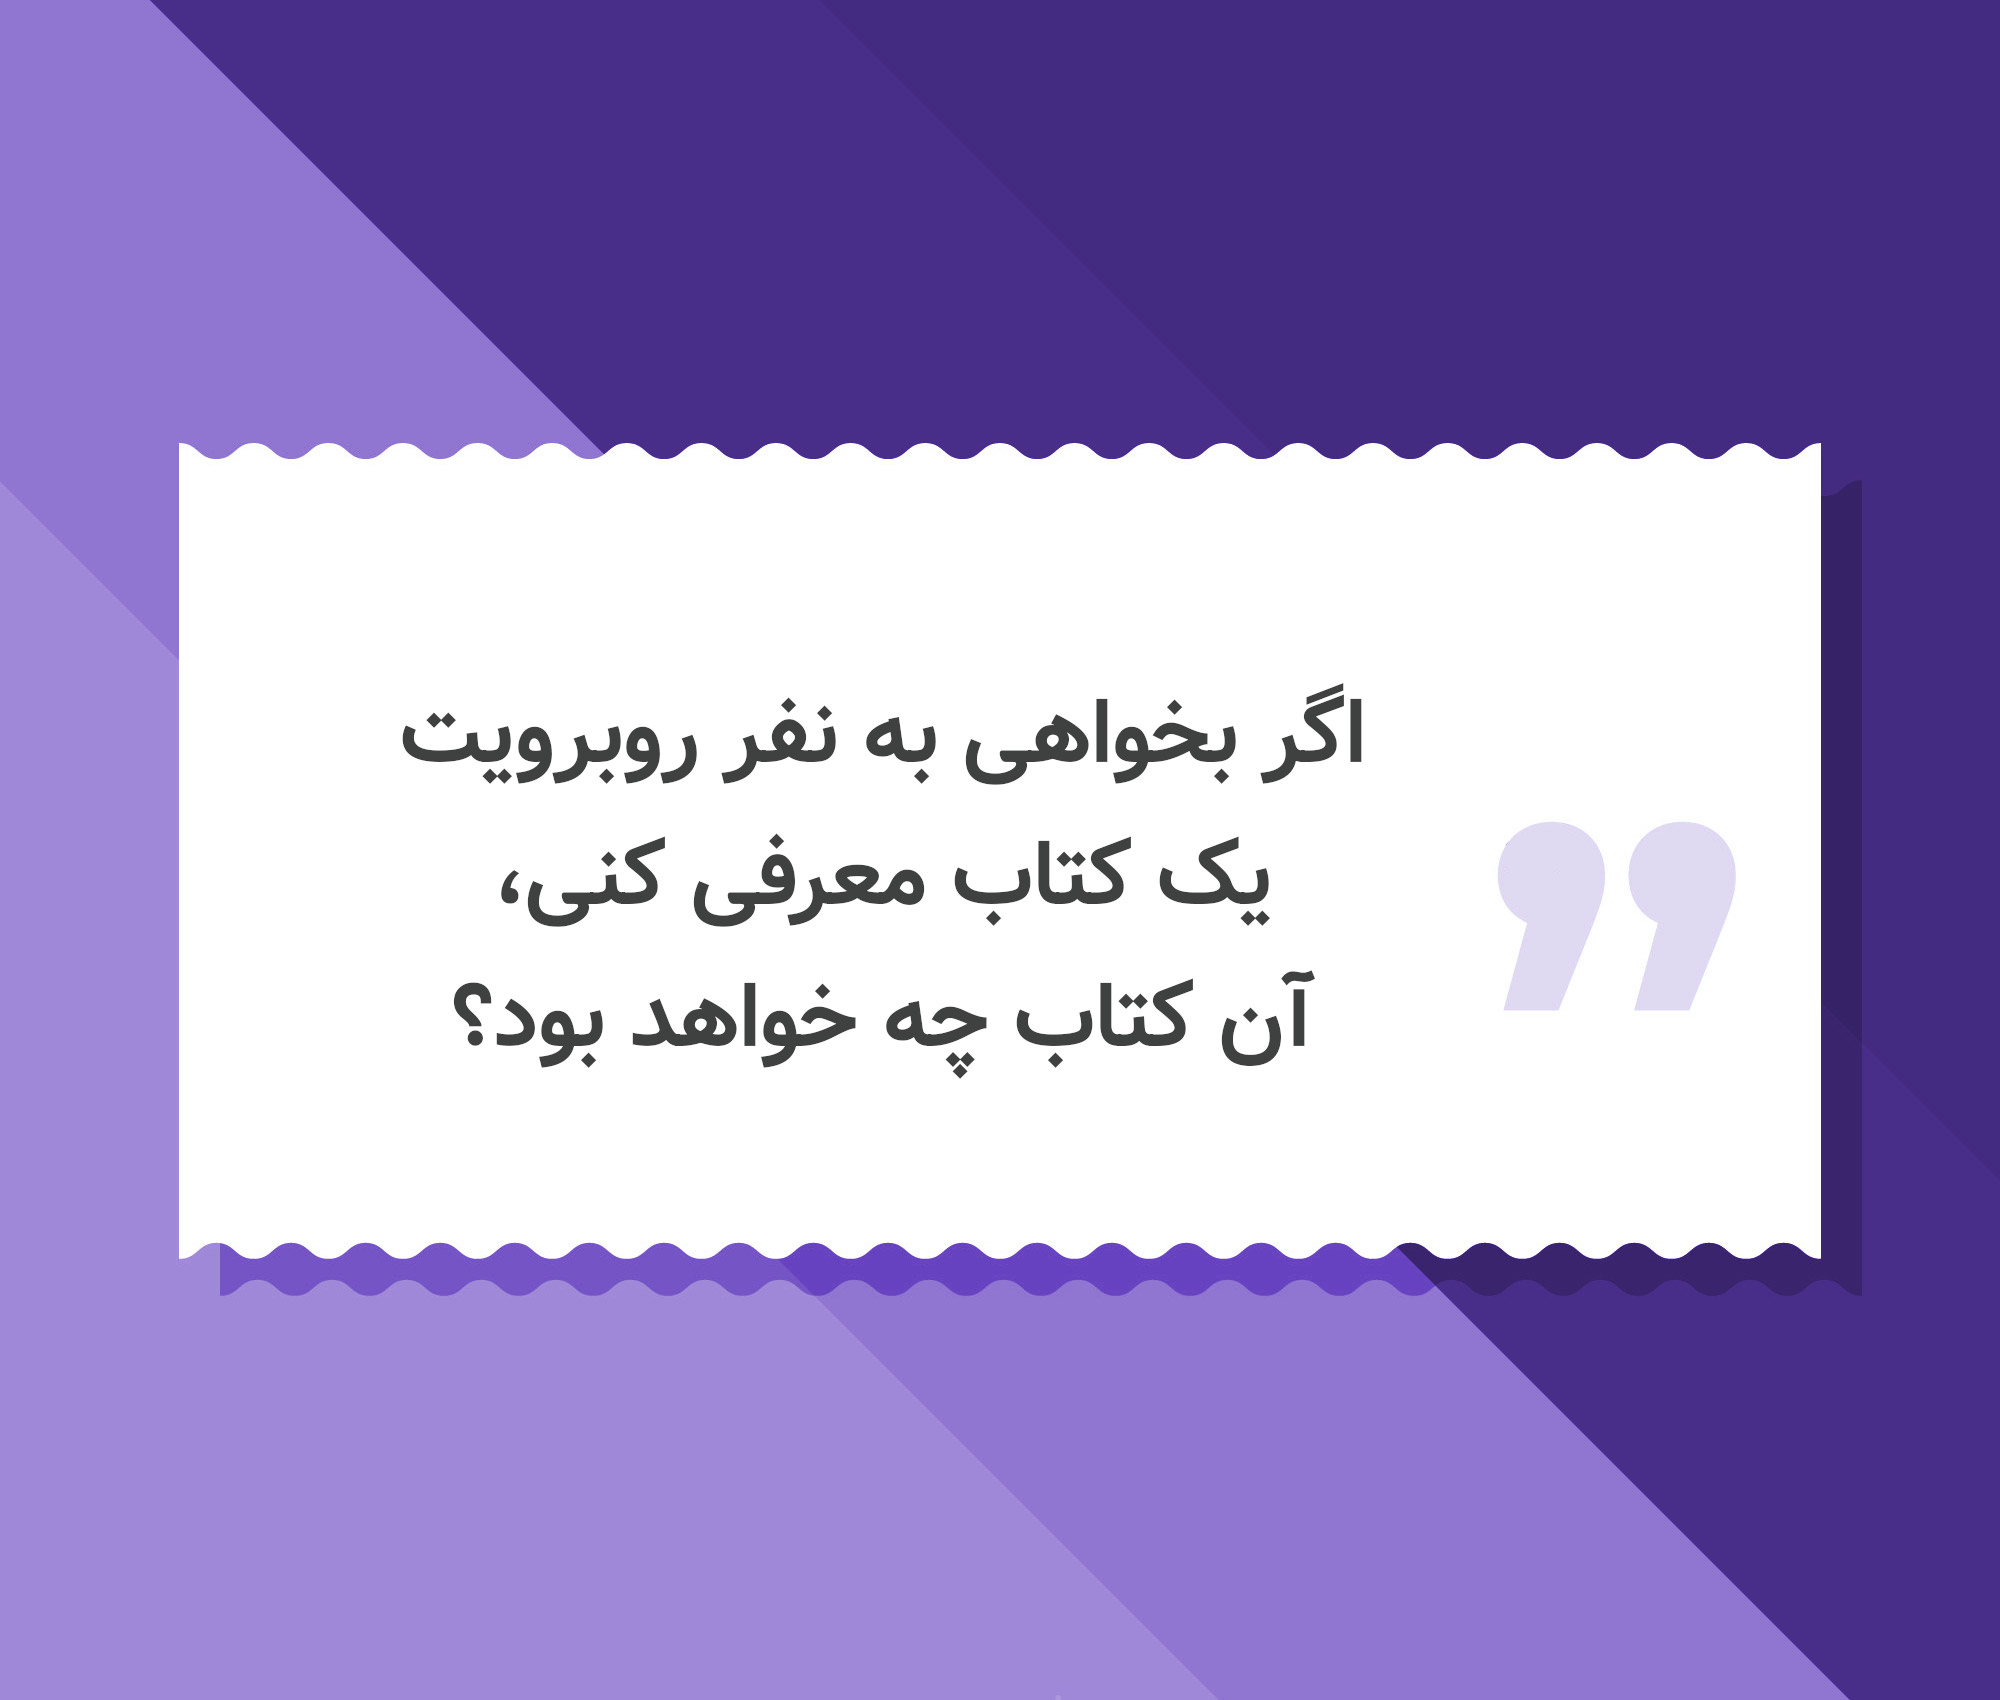 اگر بخواهی به نفر روبرویت
یک کتاب معرفی کنی،
آن کتاب چه خواهد بود؟